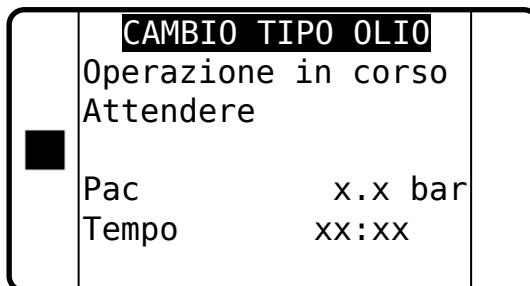 CAMBIO TIPO OLIO
Operazione in corso
Attendere
Pac x.x bar
Tempo xx:xx